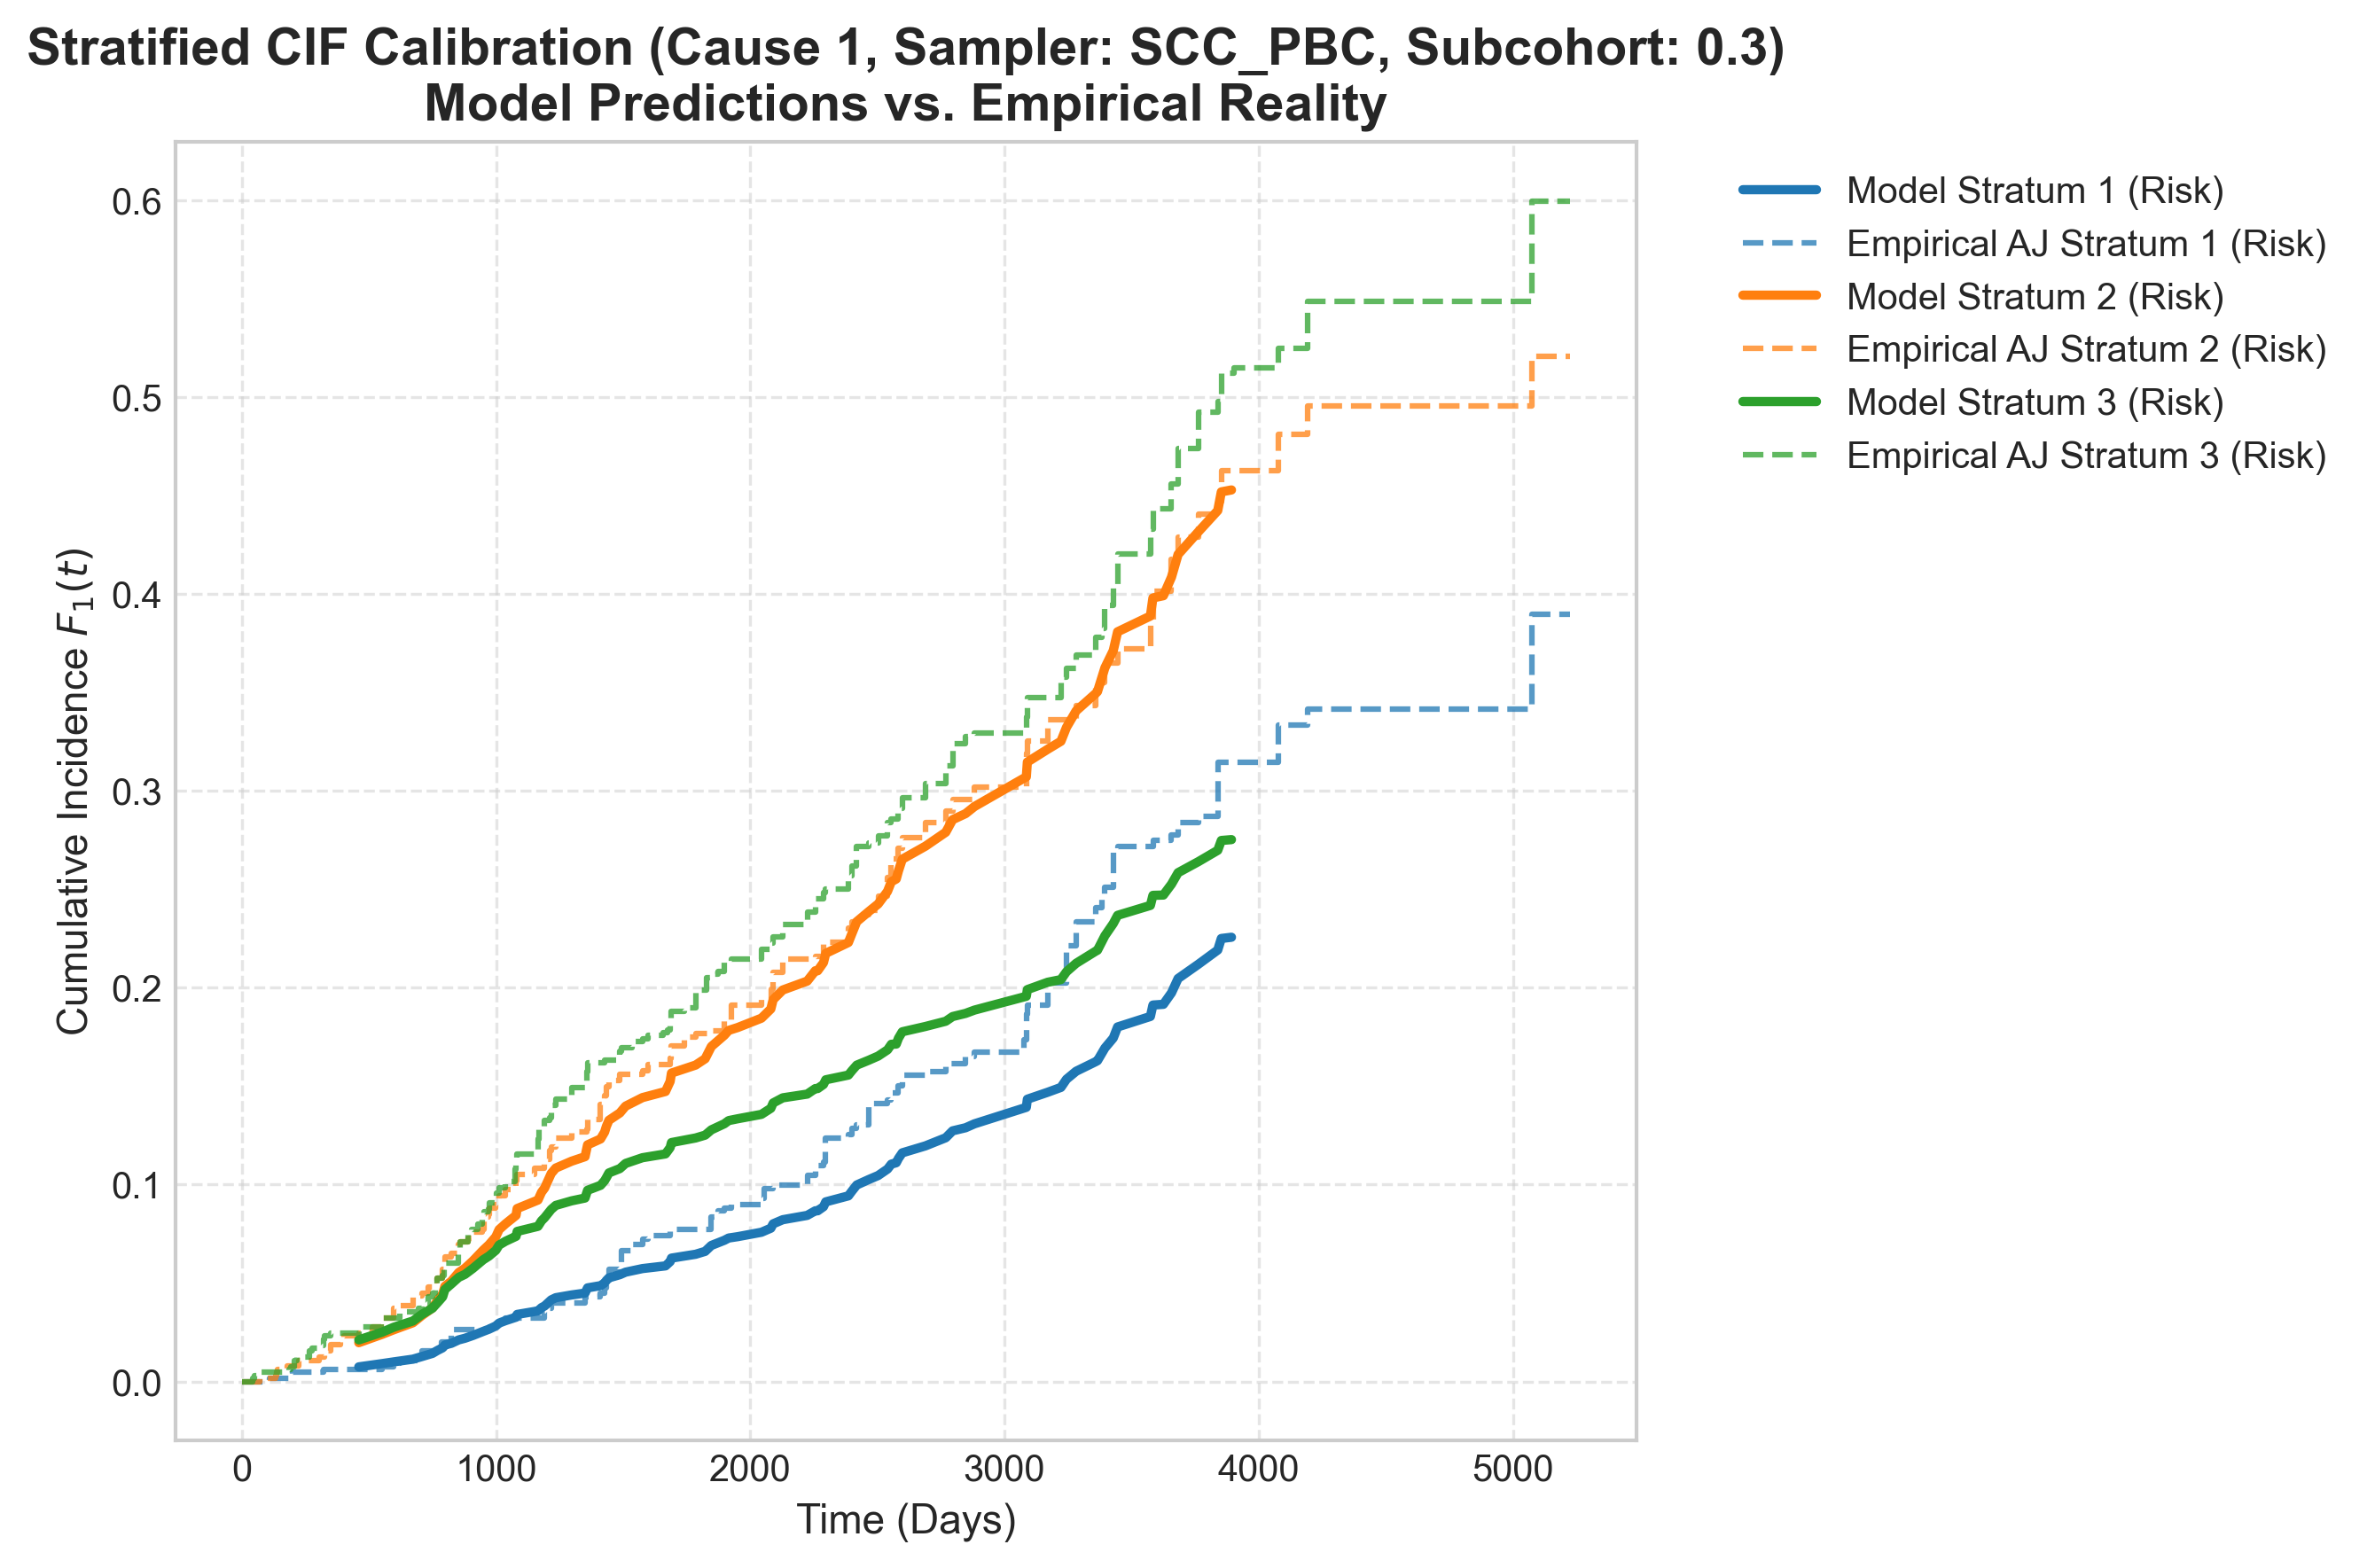 Stratified CIF Calibration (Cause 1, Sampler: SCC_PBC, Subcohort: 0.3)
Model Predictions vs. Empirical Reality
Model Stratum 1 (Risk)
Empirical AJ Stratum 1 (Risk)
Model Stratum 2 (Risk)
Empirical AJ Stratum 2 (Risk)
Model Stratum 3 (Risk)
Empirical AJ Stratum 3 (Risk)
Cumulative Incidence F₁(t)
0.6
0.5
0.4
0.3
0.2
0.1
0.0
0 1000 2000 3000 4000 5000
Time (Days)